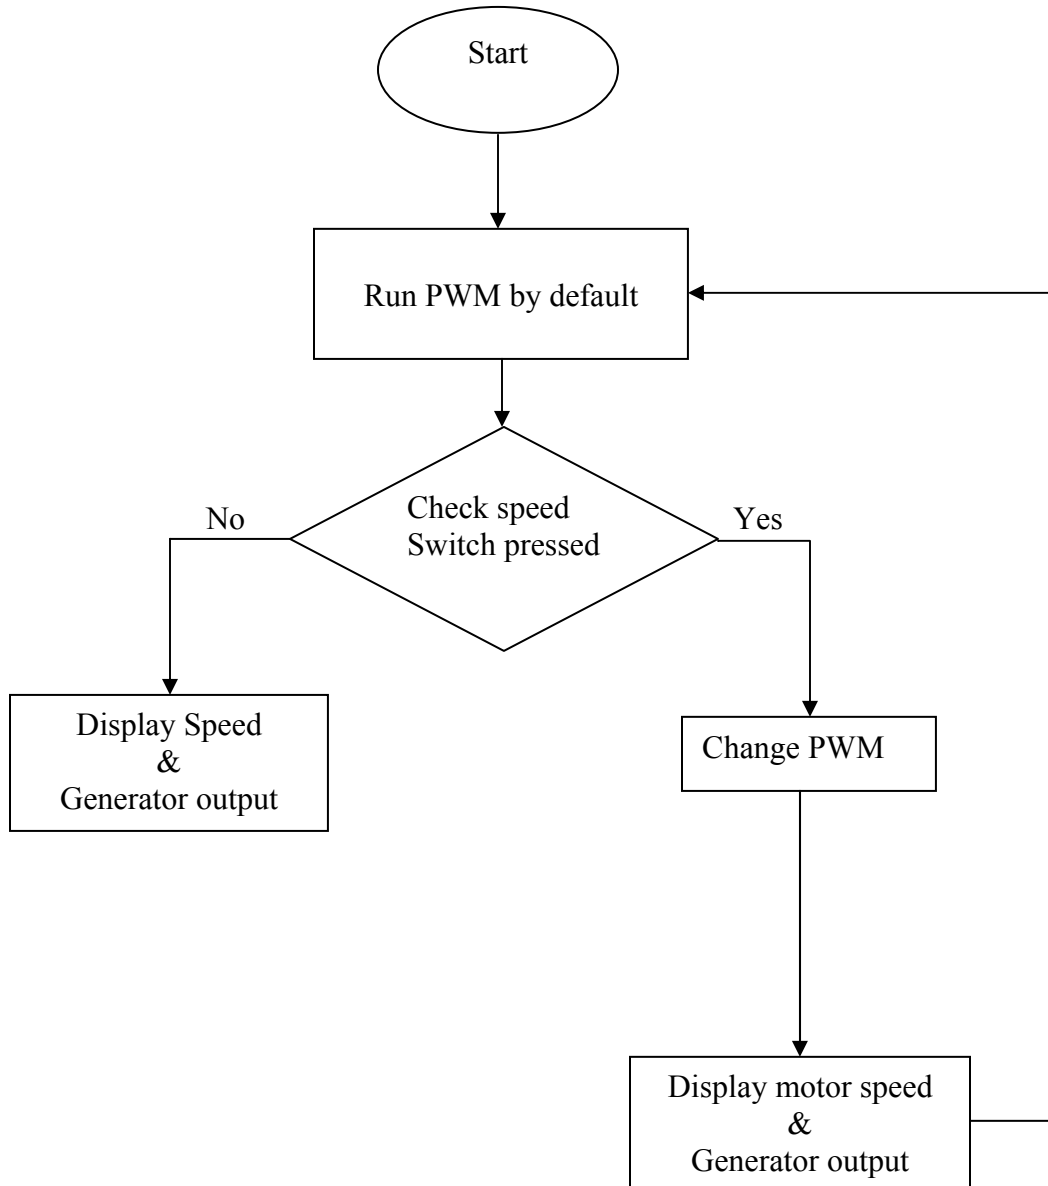 Start
Run PWM by default
Check speed
Switch pressed
No
Yes
Display Speed
&
Generator output
Change PWM
Display motor speed
&
Generator output